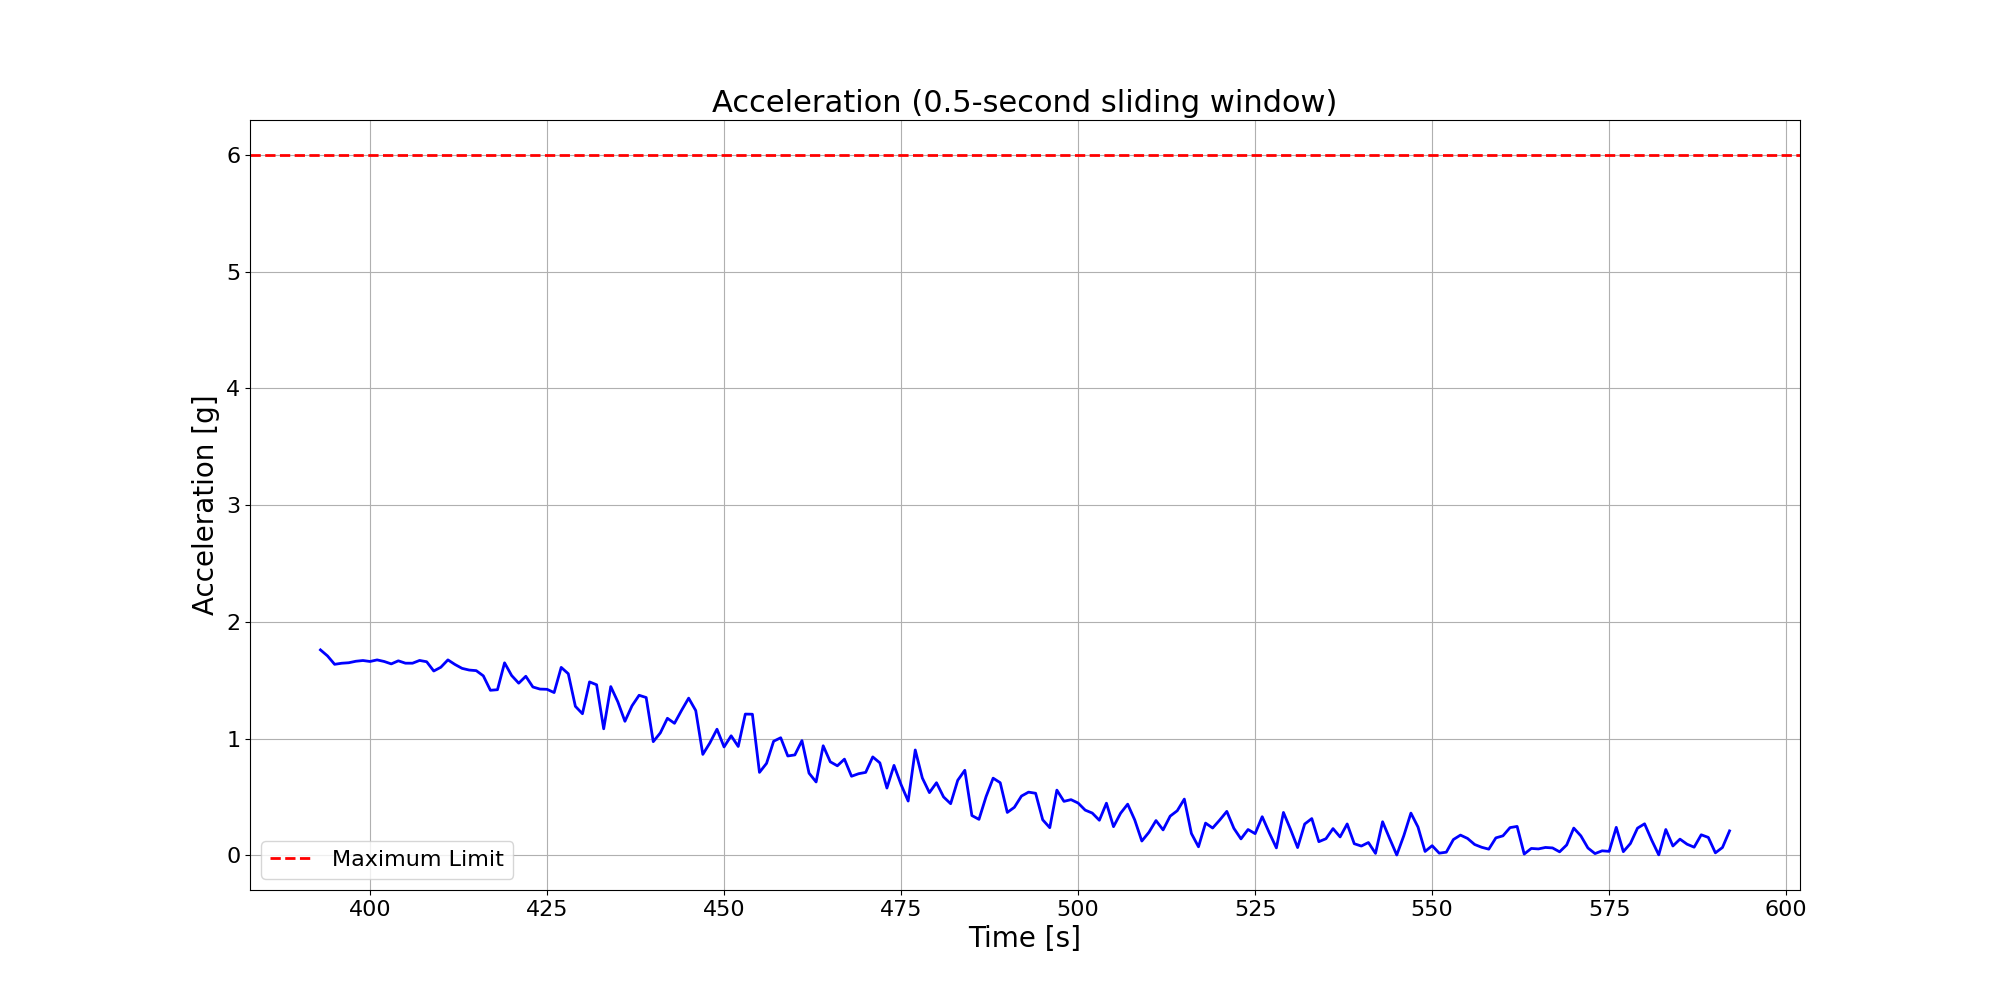 Acceleration (0.5-second sliding window)
Acceleration [g]
6
5
4
3
2
1
0
Maximum Limit
400 425 450 475 500 525 550 575 600
Time [s]